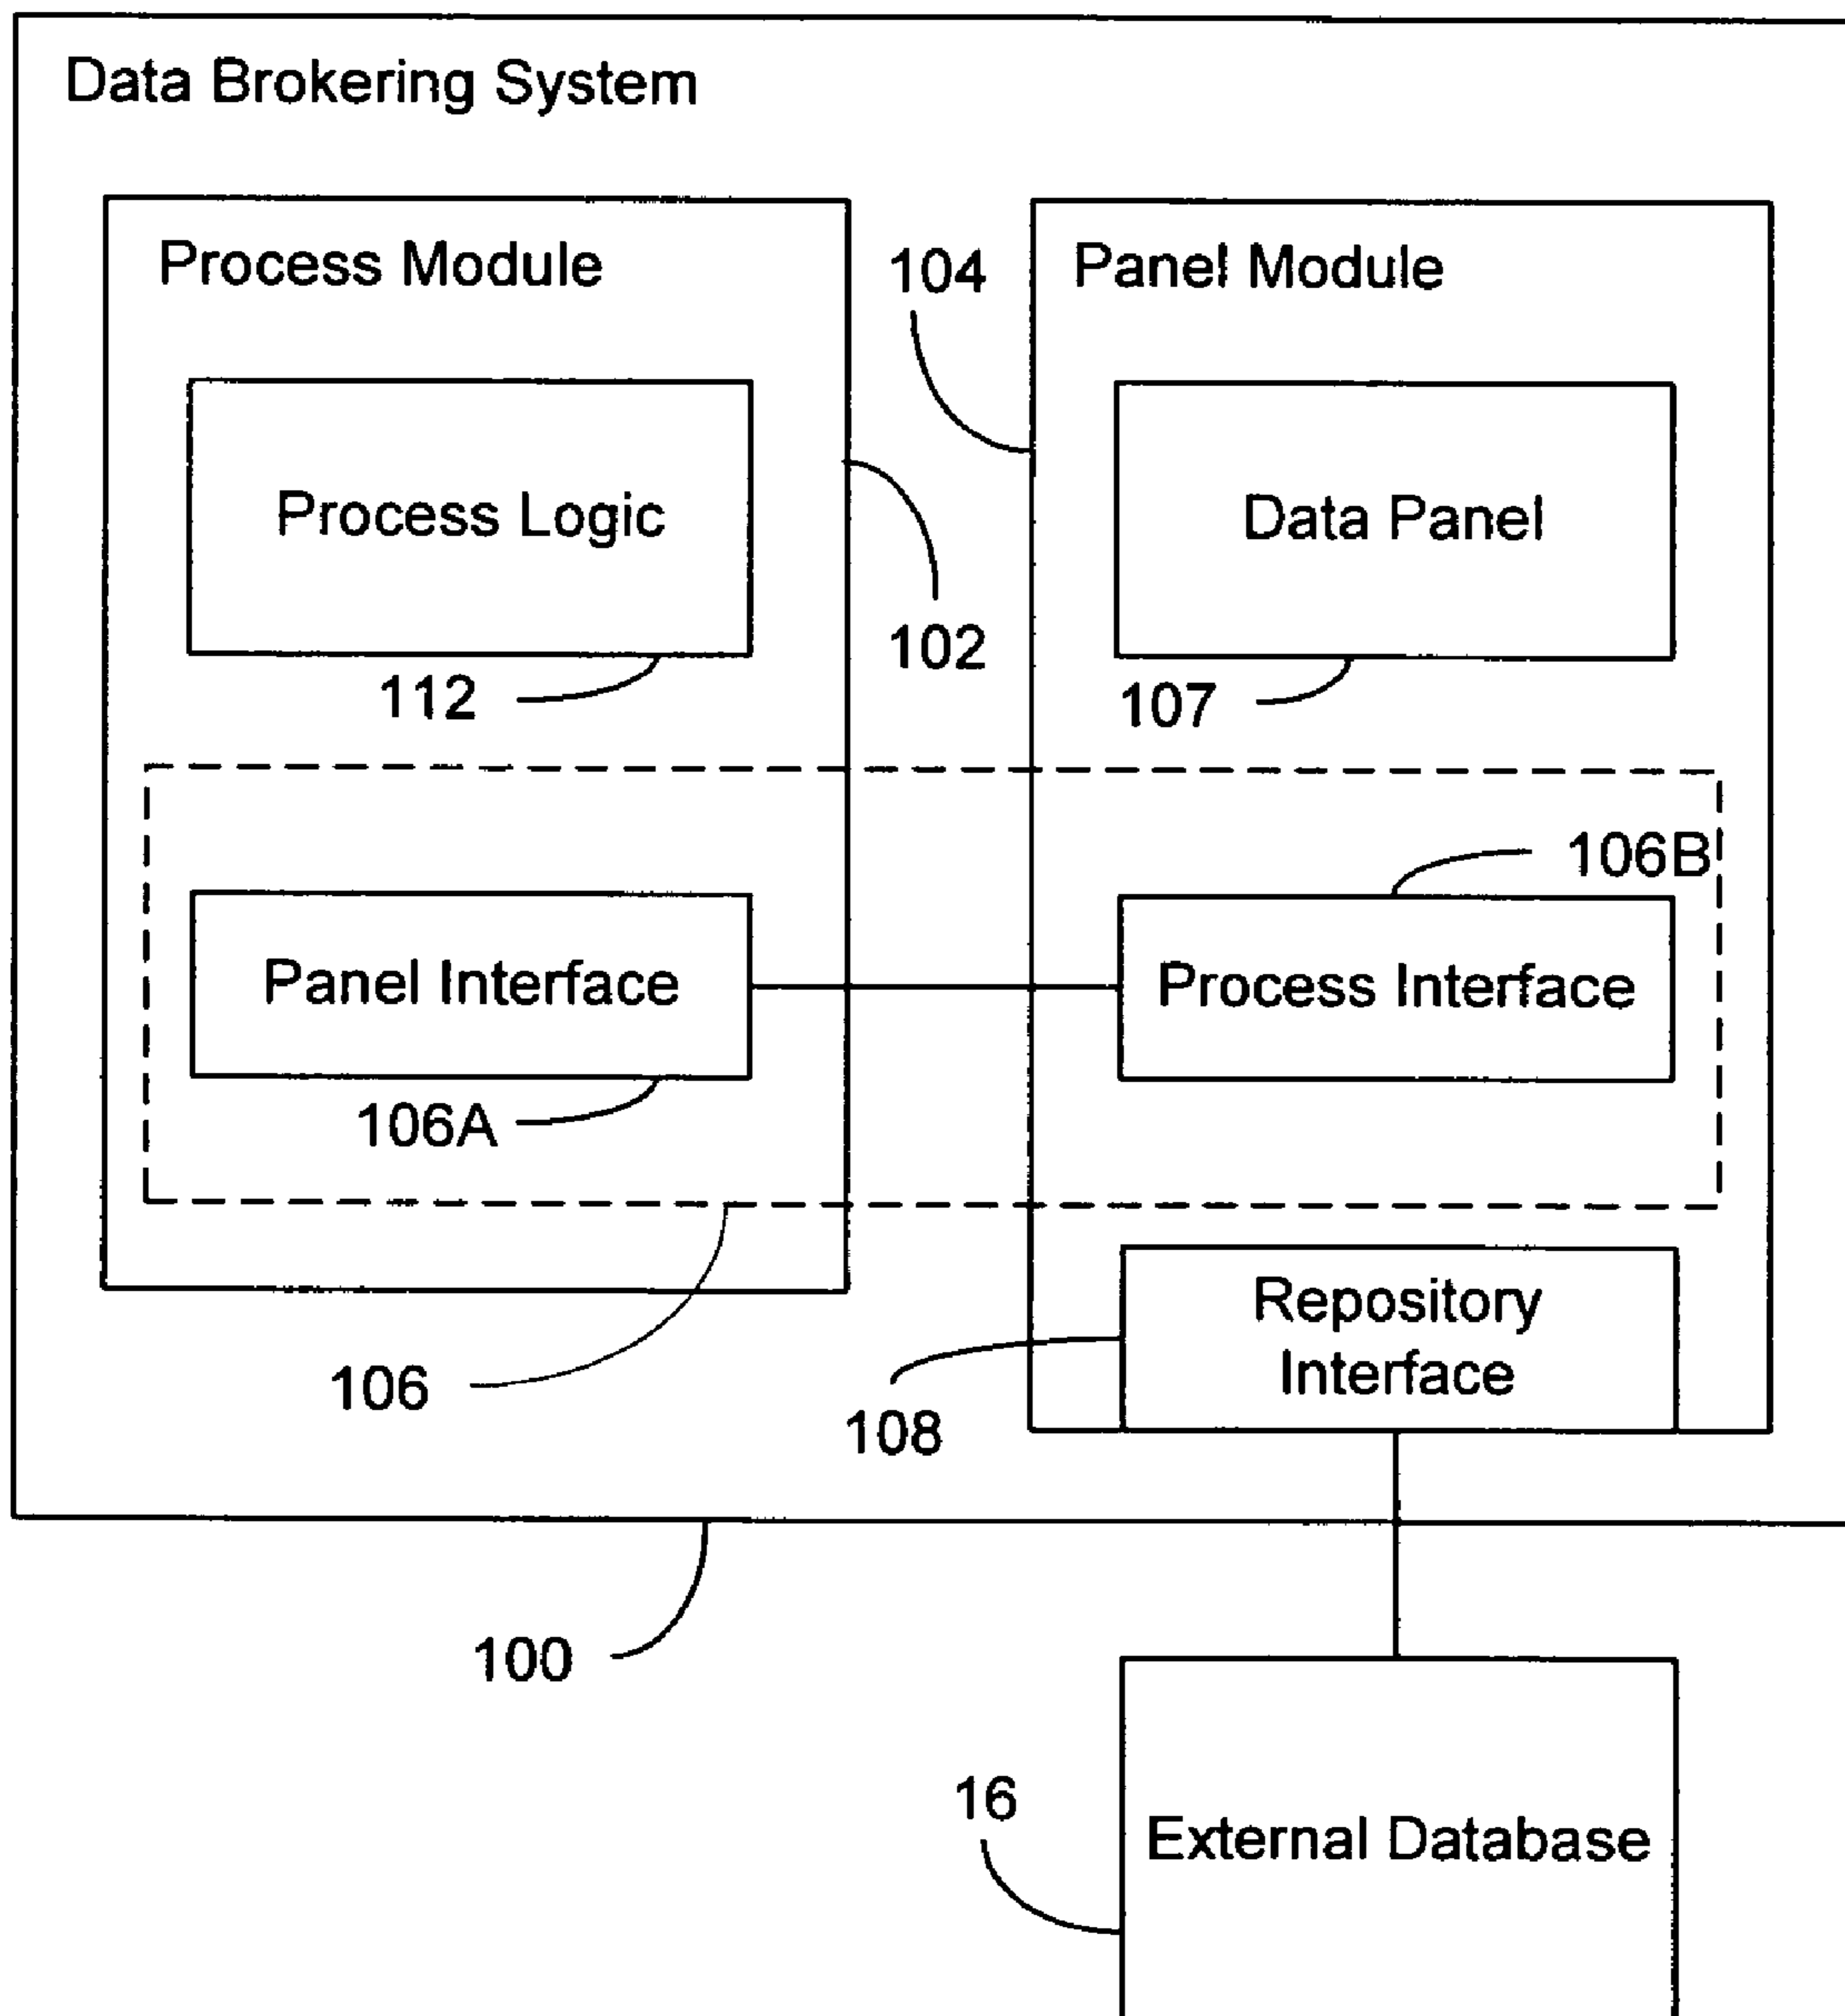 Data Brokering System
Process Module
104
Panel Module
Process Logic
Data Panel
102
112
107
106B
Panel Interface
Process Interface
106A
Repository
Interface
106
108
100
16
External Database